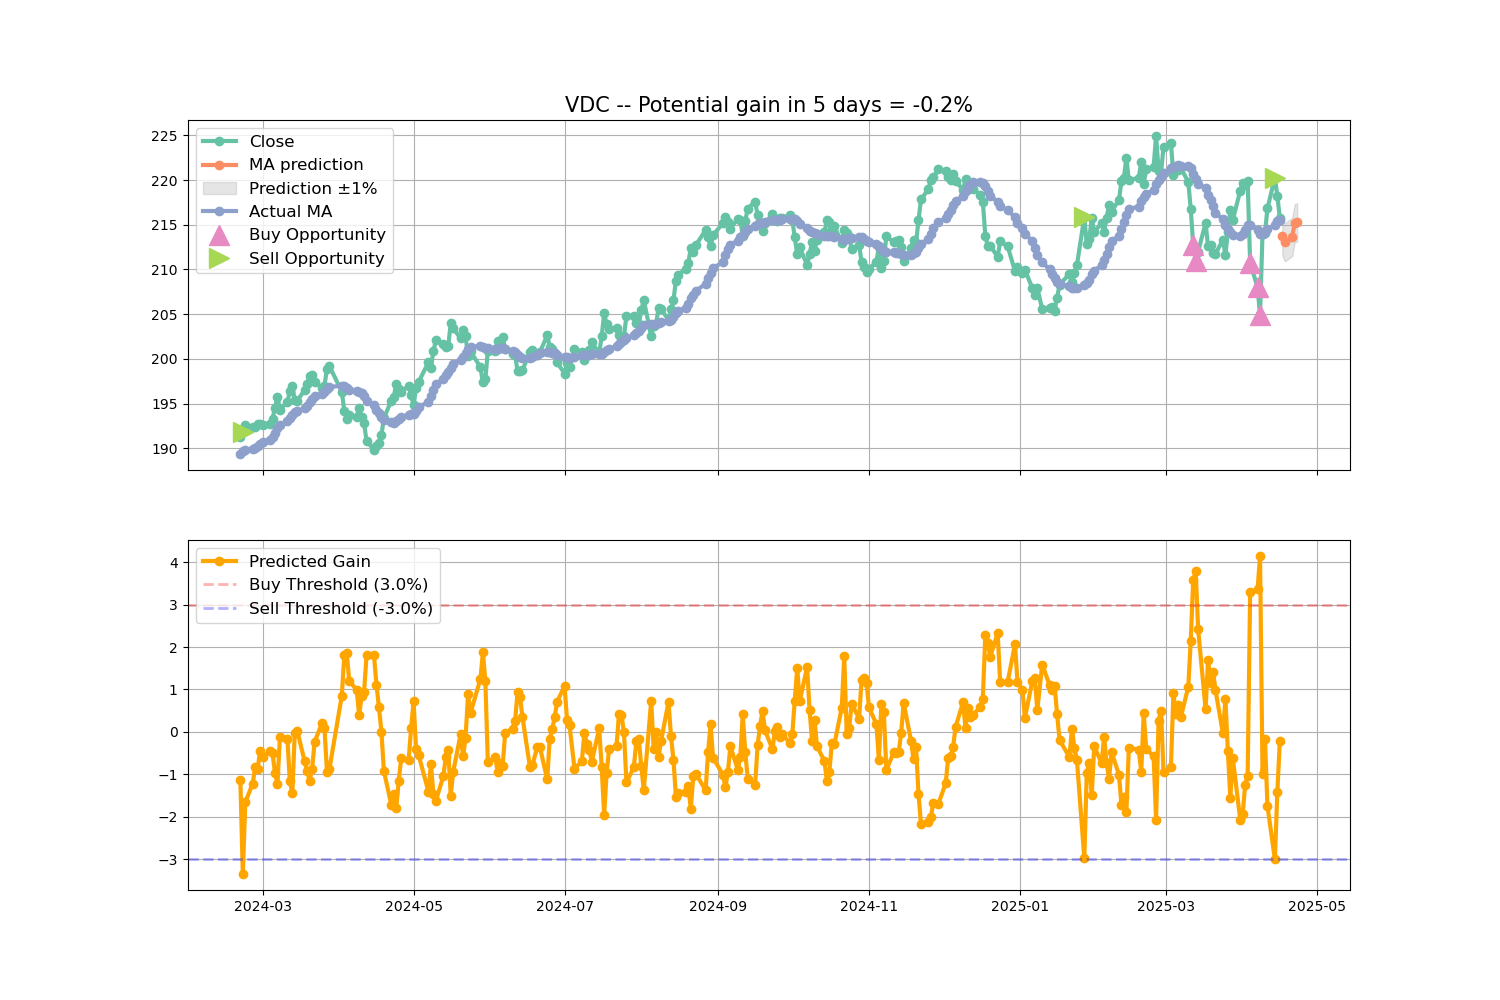 VDC -- Potential gain in 5 days = -0.2%
225
220
215
210
205
200
195
190
Close
MA prediction
Prediction ±1%
Actual MA
Buy Opportunity
Sell Opportunity
4
3
2
1
0
−1
−2
−3
Predicted Gain
Buy Threshold (3.0%)
Sell Threshold (-3.0%)
2024-03 2024-05 2024-07 2024-09 2024-11 2025-01 2025-03 2025-05